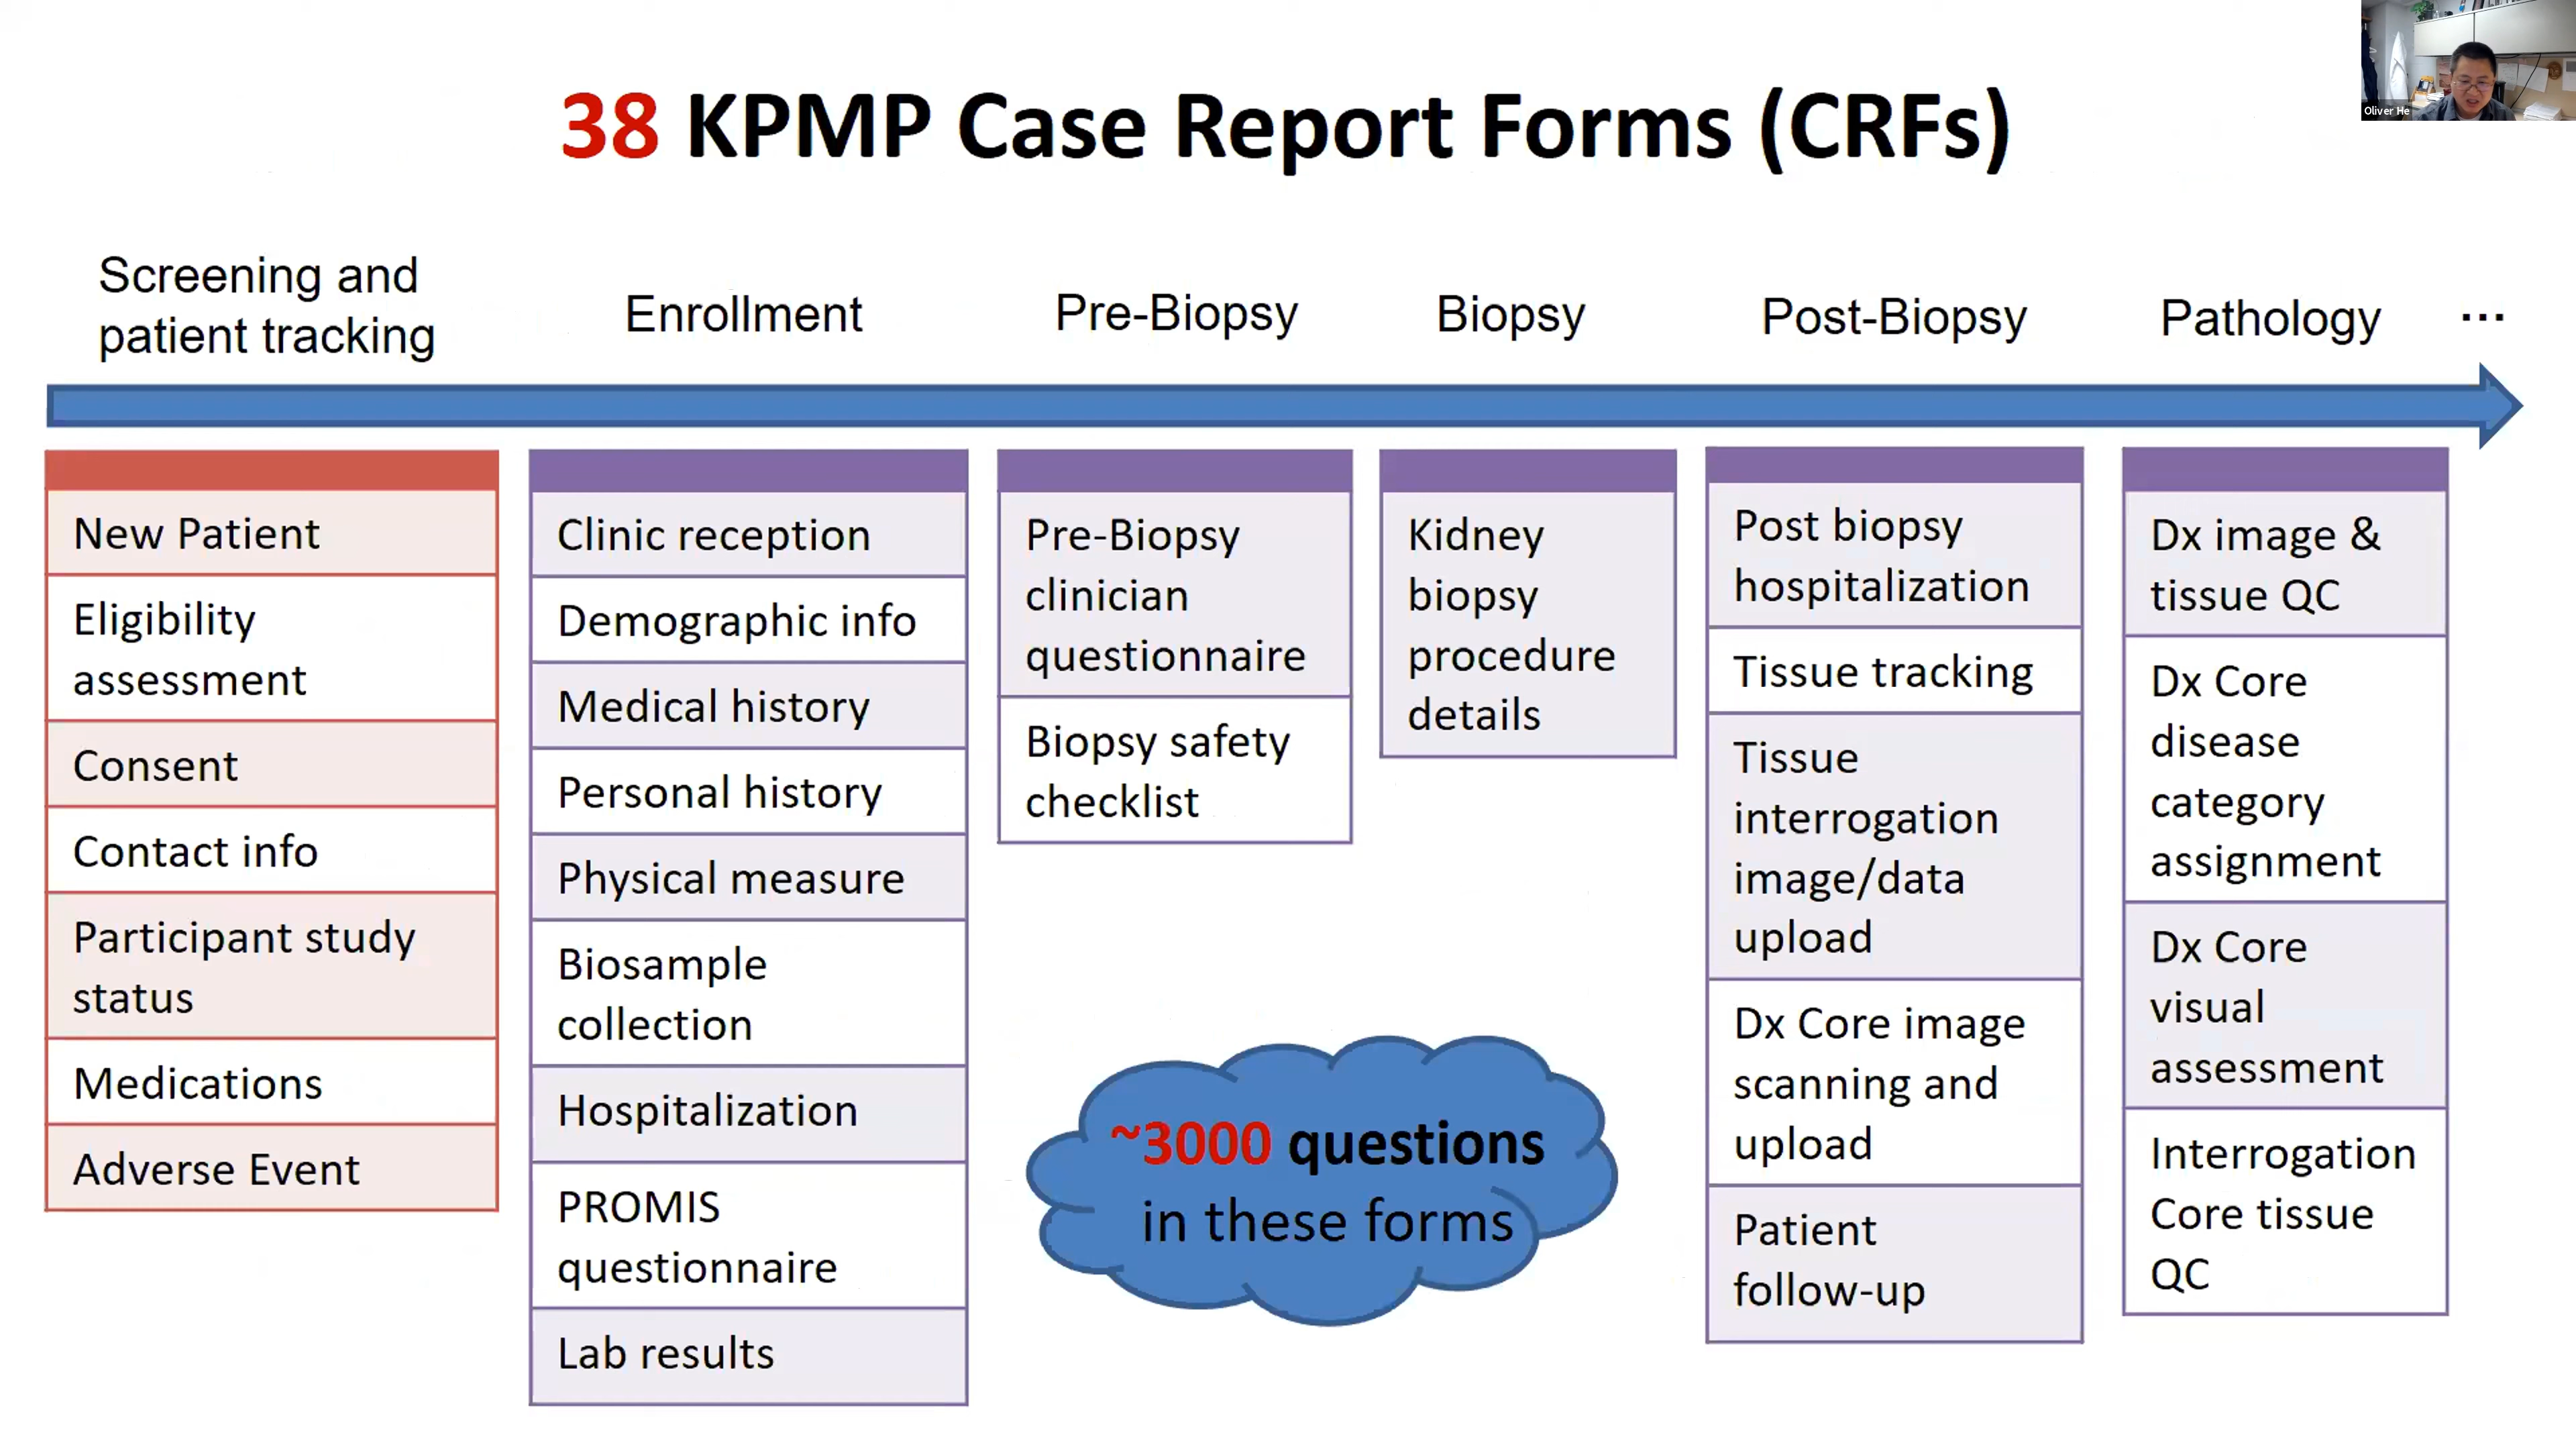 38 KPMP Case Report Forms (CRFs)
Oliver He
Screening and
patient tracking
Enrollment
Pre-Biopsy
Biopsy
Post-Biopsy
Pathology
...
New Patient
Eligibility
assessment
Consent
Contact info
Participant study
status
Medications
Adverse Event
Clinic reception
Demographic info
Medical history
Personal history
Physical measure
Biosample
collection
Hospitalization
PROMIS
questionnaire
Lab results
Pre-Biopsy
clinician
questionnaire
Biopsy safety
checklist
Kidney
biopsy
procedure
details
Post biopsy
hospitalization
Tissue tracking
Tissue
interrogation
image/data
upload
Dx Core image
scanning and
upload
Patient
follow-up
Dx image &
tissue QC
Dx Core
disease
category
assignment
Dx Core
visual
assessment
Interrogation
Core tissue
QC
~3000 questions
in these forms